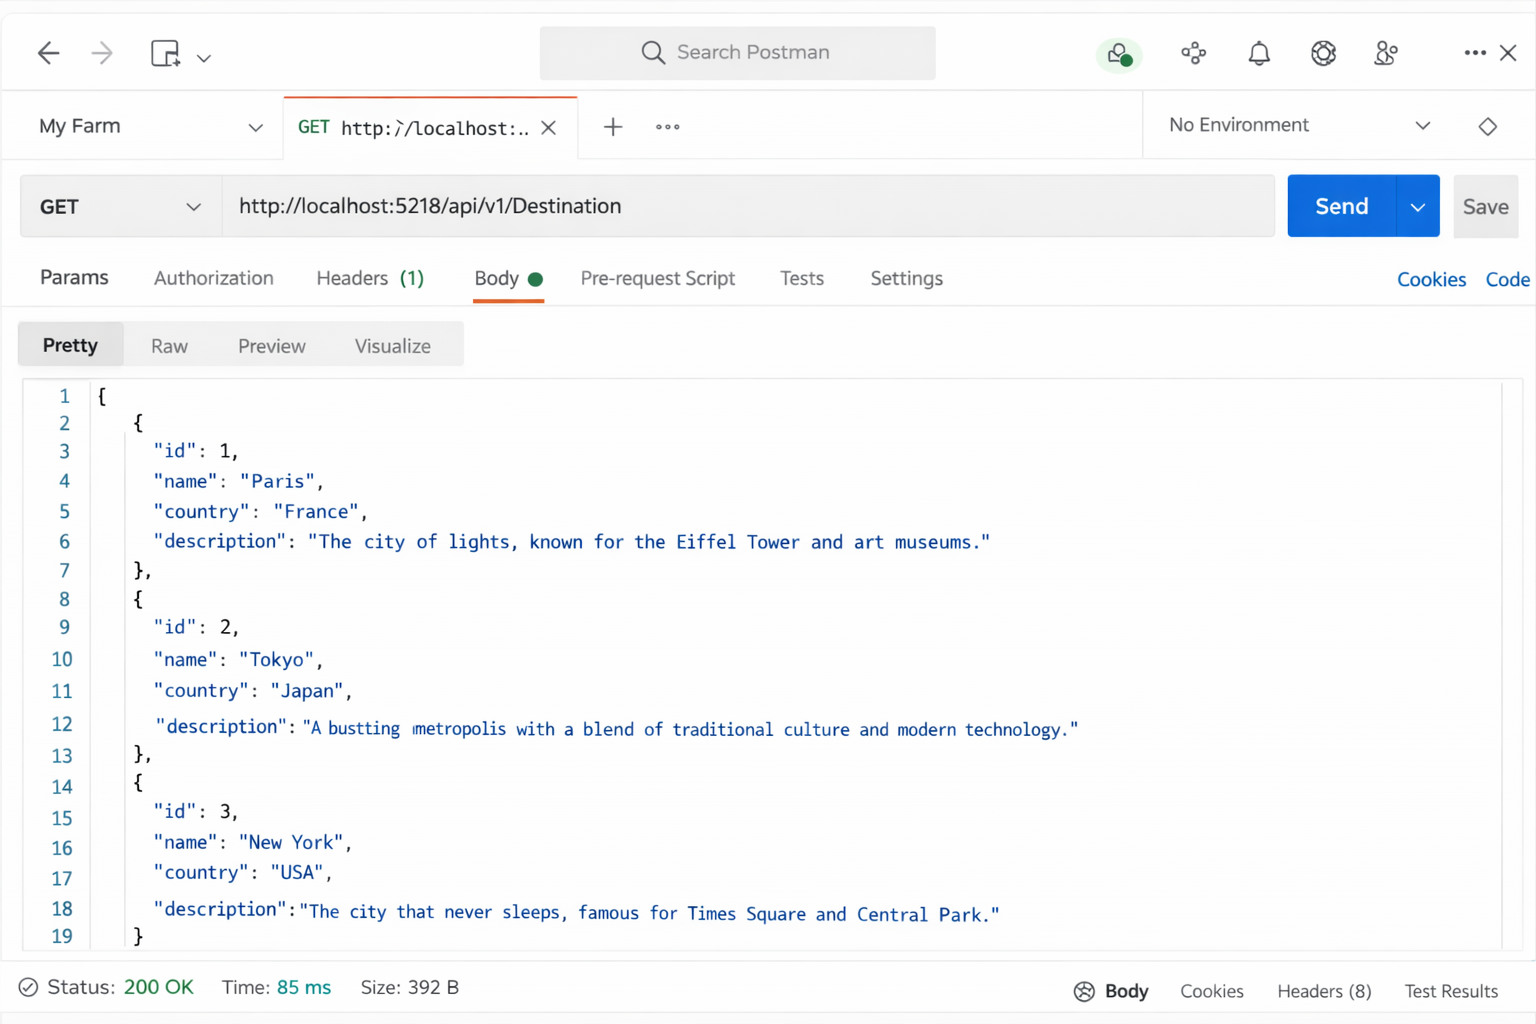 Search Postman
My Farm
GET http://localhost:..
No Environment
GET http://localhost:5218/api/v1/Destination Send Save
Params Authorization Headers (1) Body Pre-request Script Tests Settings Cookies Code
Pretty Raw Preview Visualize
1 {
2 {
3 "id": 1,
4 "name": "Paris",
5 "country": "France",
6 "description": "The city of lights, known for the Eiffel Tower and art museums."
7 },
8 {
9 "id": 2,
10 "name": "Tokyo",
11 "country": "Japan",
12 "description": "A bustting metropolis with a blend of traditional culture and modern technology."
13 },
14 {
15 "id": 3,
16 "name": "New York",
17 "country": "USA",
18 "description":"The city that never sleeps, famous for Times Square and Central Park."
19 }
Status: 200 OK Time: 85 ms Size: 392 B Body Cookies Headers (8) Test Results